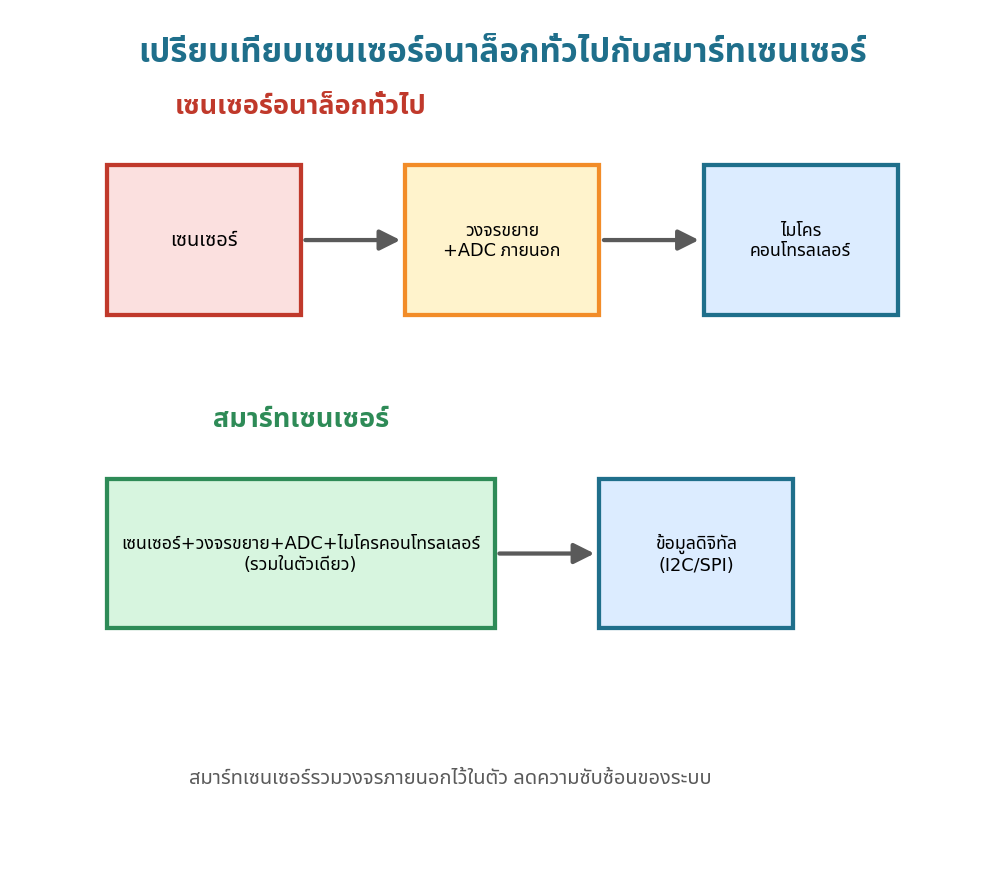 เปรียบเทียบเซนเซอร์อนาล็อกทั่วไปกับสมาร์ทเซนเซอร์
เซนเซอร์อนาล็อกทั่วไป
เซนเซอร์
วงจรขยาย
+ADC ภายนอก
ไมโคร
คอนโทรลเลอร์
สมาร์ทเซนเซอร์
เซนเซอร์+วงจรขยาย+ADC+ไมโครคอนโทรลเลอร์
(รวมในตัวเดียว)
ข้อมูลดิจิทัล
(I2C/SPI)
สมาร์ทเซนเซอร์รวมวงจรภายนอกไว้ในตัว ลดความซับซ้อนของระบบ